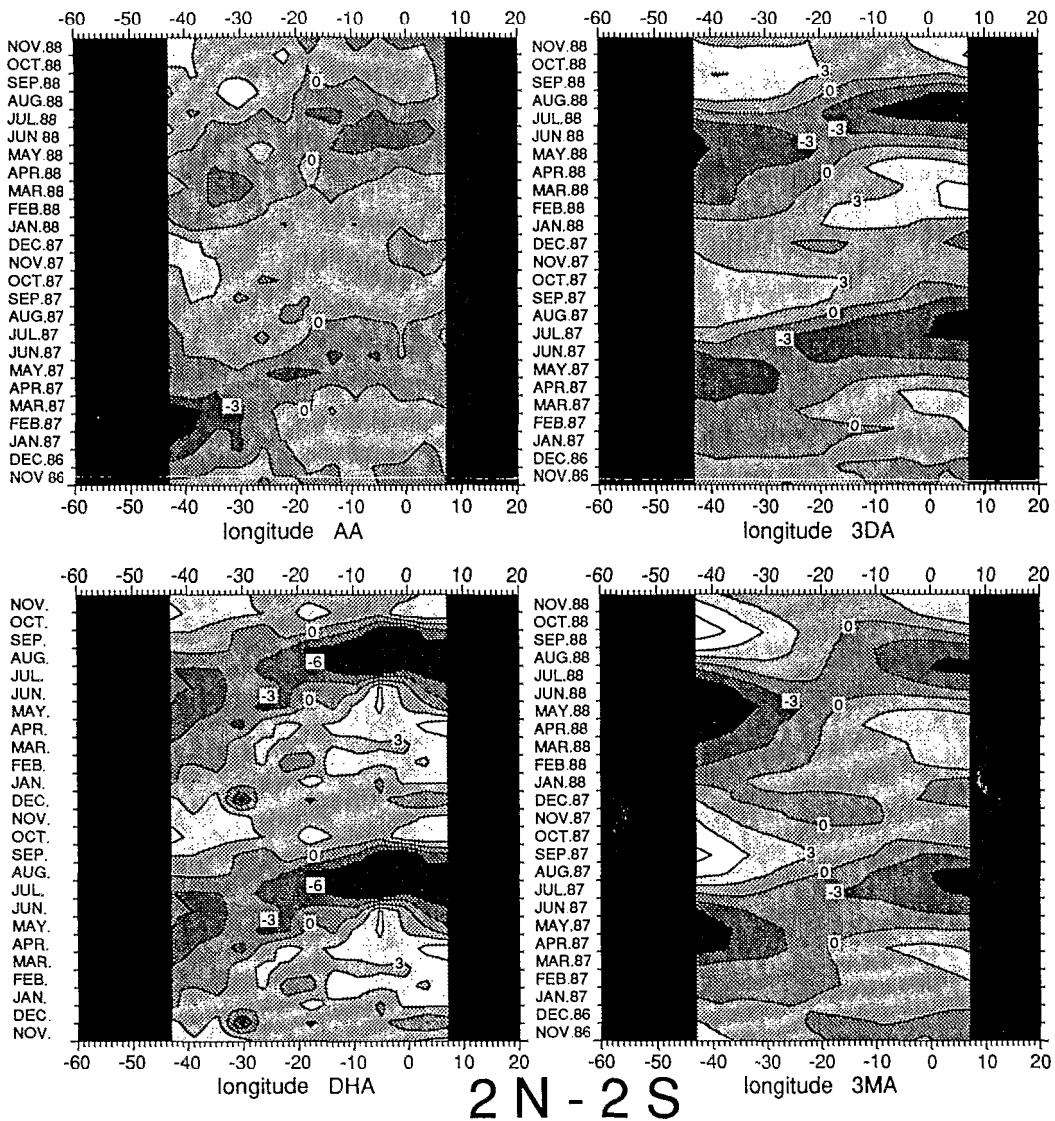 -60 -50 -40 -30 -20 -10 0 10 20
NOV.88
OCT.88
SEP.88
AUG.88
JUL.88
JUN 88
MAY.88
APR.88
MAR.88
FEB.88
JAN.88
DEC.87
NOV.87
OCT.87
SEP.87
AUG.87
JUL.87
JUN.87
MAY.87
APR.87
MAR.87
FEB.87
JAN.87
DEC.86
NOV 86
0
0
0
-3
0
-60 -50 -40 -30 -20 -10 0 10 20
longitude AA
-60 -50 -40 -30 -20 -10 0 10 20
NOV.88
OCT.88
SEP.88
AUG.88
JUL.88
JUN 88
MAY.88
APR.88
MAR.88
FEB.88
JAN.88
DEC.87
NOV.87
OCT.87
SEP.87
AUG.87
JUL.87
JUN.87
MAY.87
APR.87
MAR.87
FEB.87
JAN.87
DEC.86
NOV.86
3
0
-3
-3
0
3
3
0
-3
0
-60 -50 -40 -30 -20 -10 0 10 20
longitude 3DA
-60 -50 -40 -30 -20 -10 0 10 20
NOV.
OCT.
SEP.
AUG.
JUL.
JUN.
MAY.
APR.
MAR.
FEB.
JAN.
DEC.
NOV.
OCT.
SEP.
AUG.
JUL.
JUN.
MAY.
APR.
MAR.
FEB.
JAN.
DEC.
NOV.
0
-6
-3
0
3
0
-6
-3
0
3
-60 -50 -40 -30 -20 -10 0 10 20
longitude DHA
-60 -50 -40 -30 -20 -10 0 10 20
NOV.88
OCT.88
SEP.88
AUG.88
JUL.88
JUN.88
MAY.88
APR.88
MAR.88
FEB.88
JAN.88
DEC.87
NOV.87
OCT.87
SEP.87
AUG.87
JUL.87
JUN 87
MAY.87
APR.87
MAR.87
FEB.87
JAN.87
DEC.86
NOV.86
0
-3
0
0
3
0
-3
0
-60 -50 -40 -30 -20 -10 0 10 20
longitude 3MA
2 N - 2 S